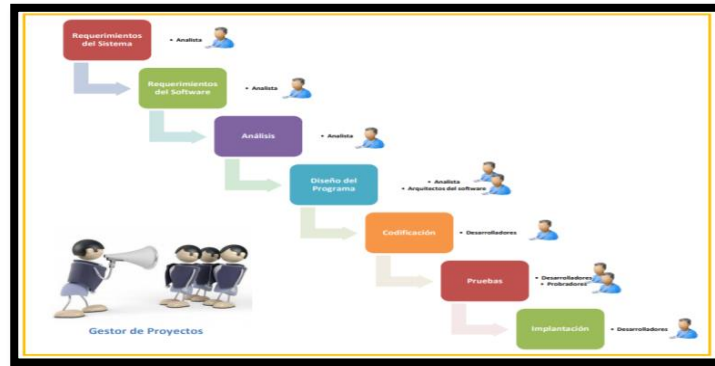 Requerimientos
del Sistema
• Analista
Requerimientos
del Software
• Analista
Análisis
• Analista
Diseño del
Programa
• Analista
• Arquitectos del software
Codificación
• Desarrolladores
Pruebas
• Desarrolladores
• Probradores
Implantación
• Desarrolladores
Gestor de Proyectos